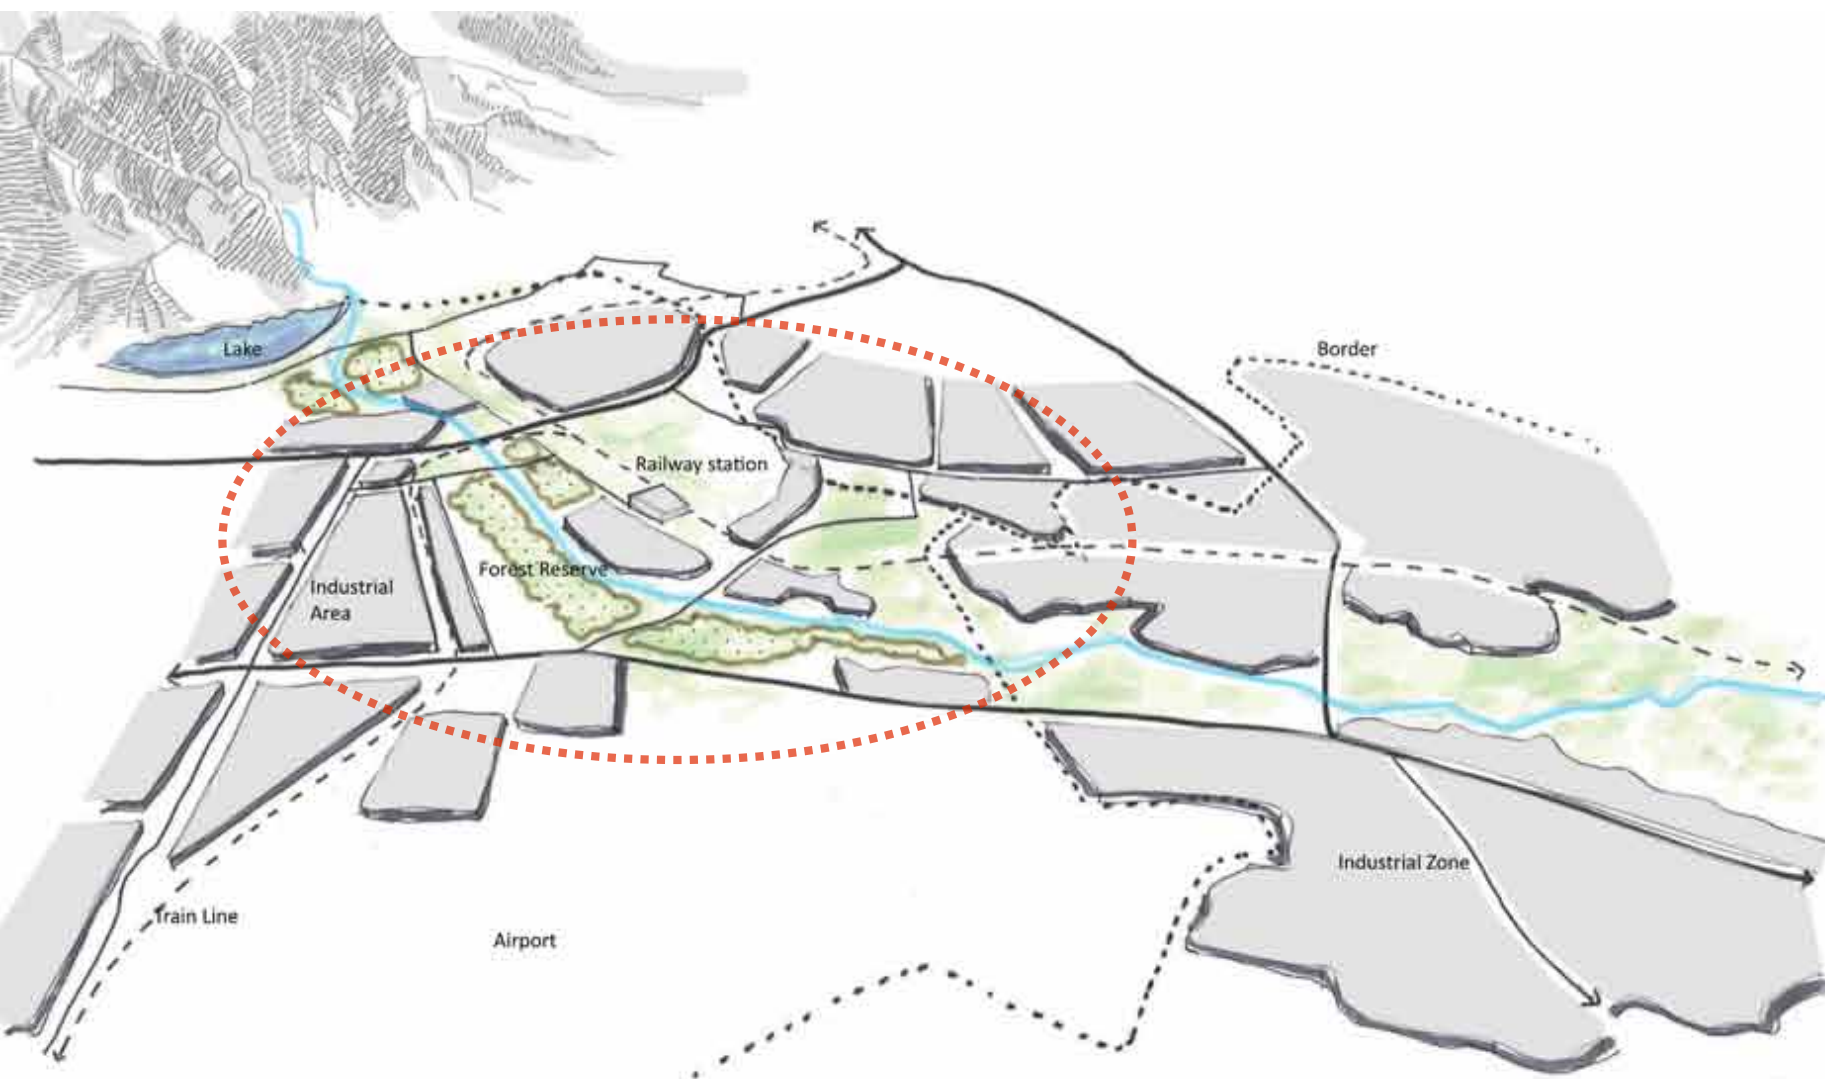 Lake
Border
Railway station
Forest Reserve
Industrial
Area
Industrial Zone
Train Line
Airport